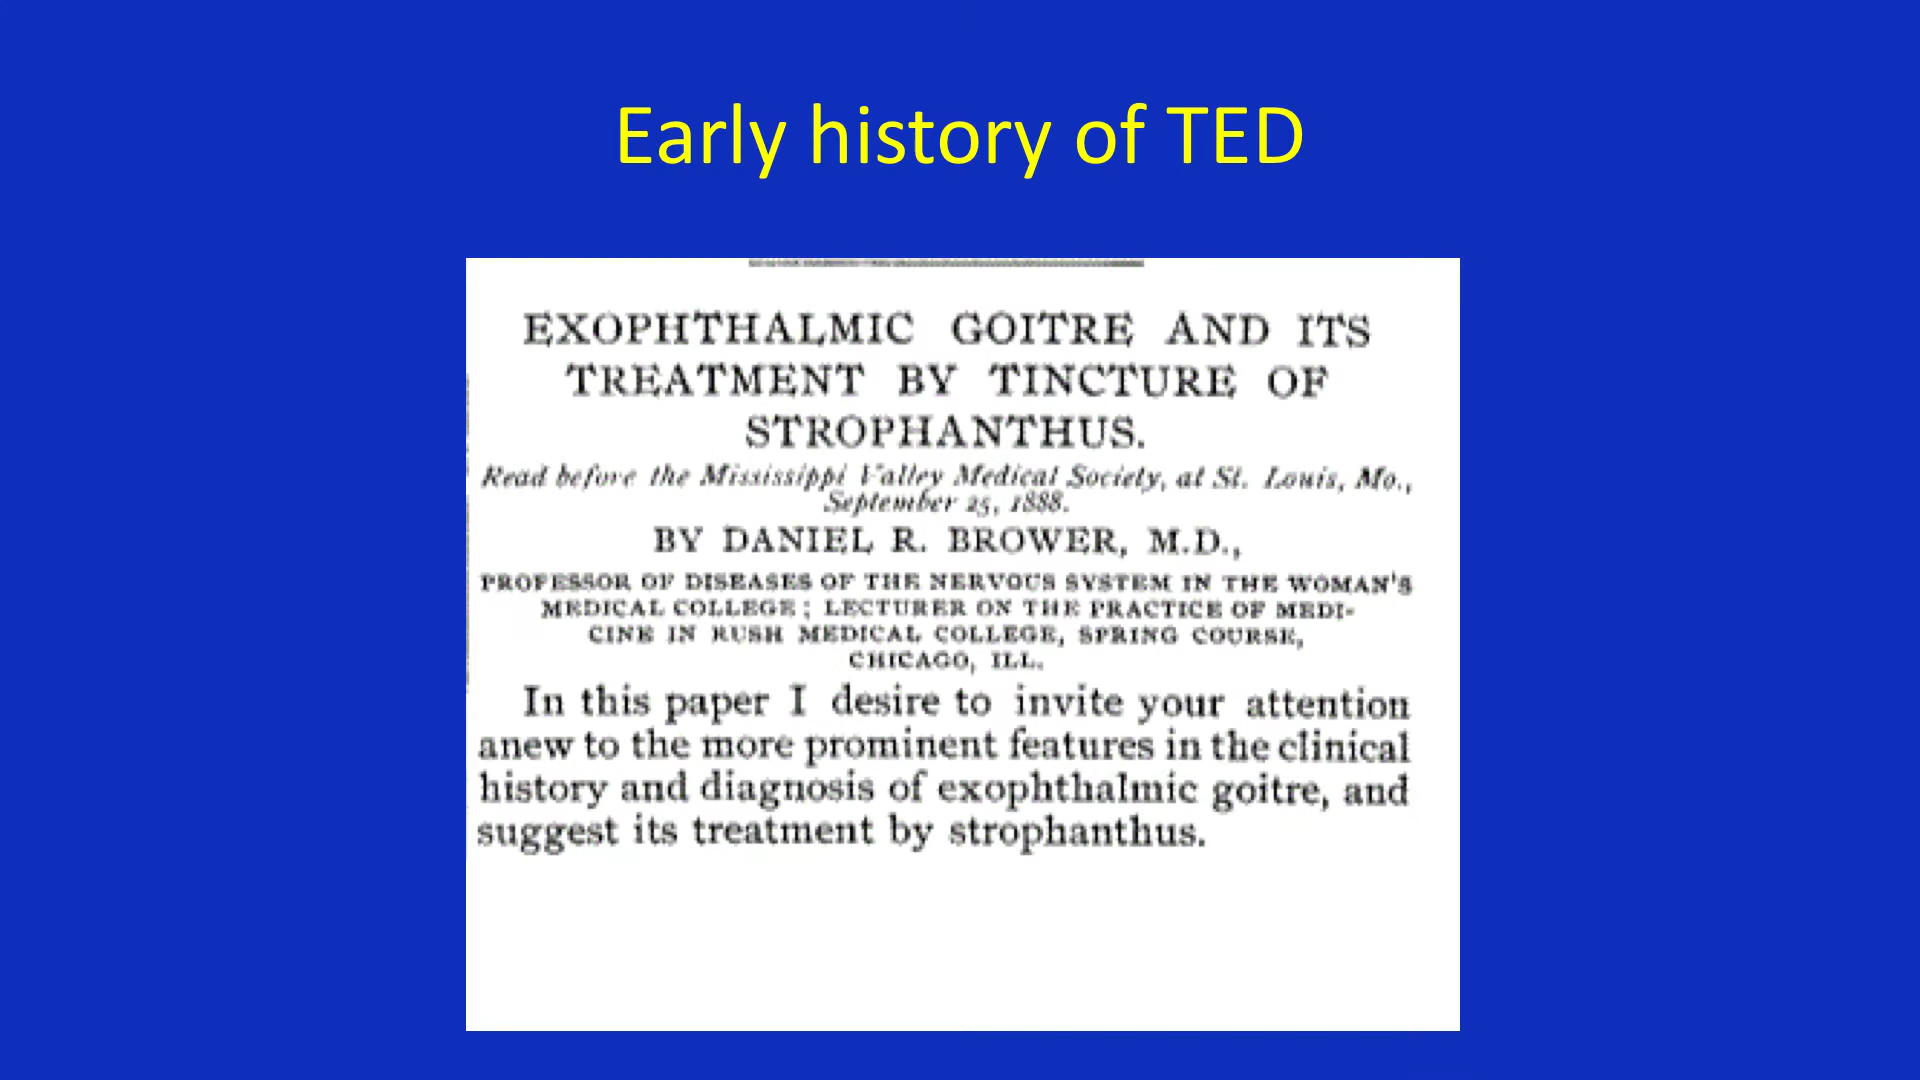 Early history of TED
EXOPHTHALMIC GOITRE AND ITS
TREATMENT BY TINCTURE OF
STROPHANTHUS.
Read before the Mississippi Valley Medical Society, at St. Louis, Mo.,
September 25, 1888.
BY DANIEL R. BROWER, M.D.,
PROFESSOR OF DISEASES OF THE NERVOUS SYSTEM IN THE WOMAN'S
MEDICAL COLLEGE; LECTURER ON THE PRACTICE OF MEDI-
CINE IN RUSH MEDICAL COLLEGE, SPRING COURSE,
CHICAGO, ILL.
In this paper I desire to invite your attention
anew to the more prominent features in the clinical
history and diagnosis of exophthalmic goitre, and
suggest its treatment by strophanthus.